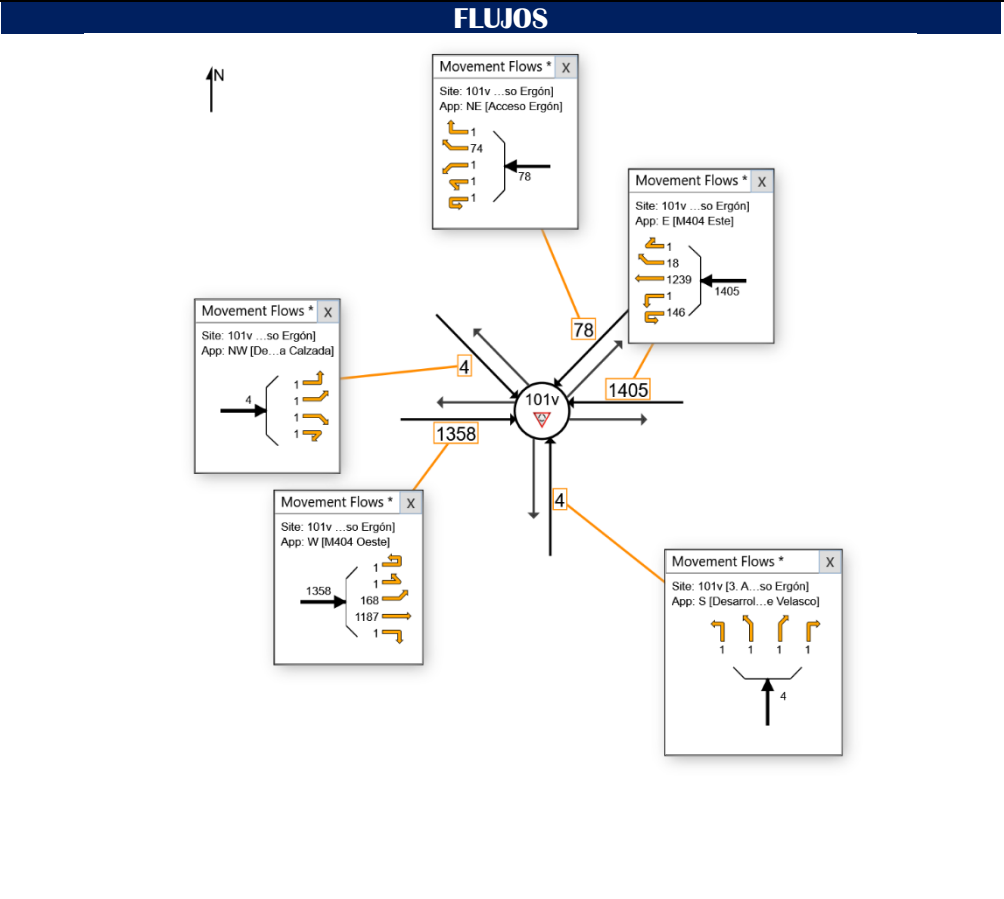 FLUJOS
N
Movement Flows * X
Site: 101v ...so Ergón]
App: NE [Acceso Ergón]
1
74
1
1
1
78
Movement Flows * X
Site: 101v ...so Ergón]
App: E [M404 Este]
1
18
1239
1
146
1405
Movement Flows * X
Site: 101v ...so Ergón]
App: NW [De...a Calzada]
4
1
1
1
1
78
4
1405
101v
1358
4
Movement Flows * X
Site: 101v ...so Ergón]
App: W [M404 Oeste]
1358
1
1
168
1187
1
Movement Flows * X
Site: 101v [3. A...so Ergón]
App: S [Desarrol...e Velasco]
1 1 1 1
4